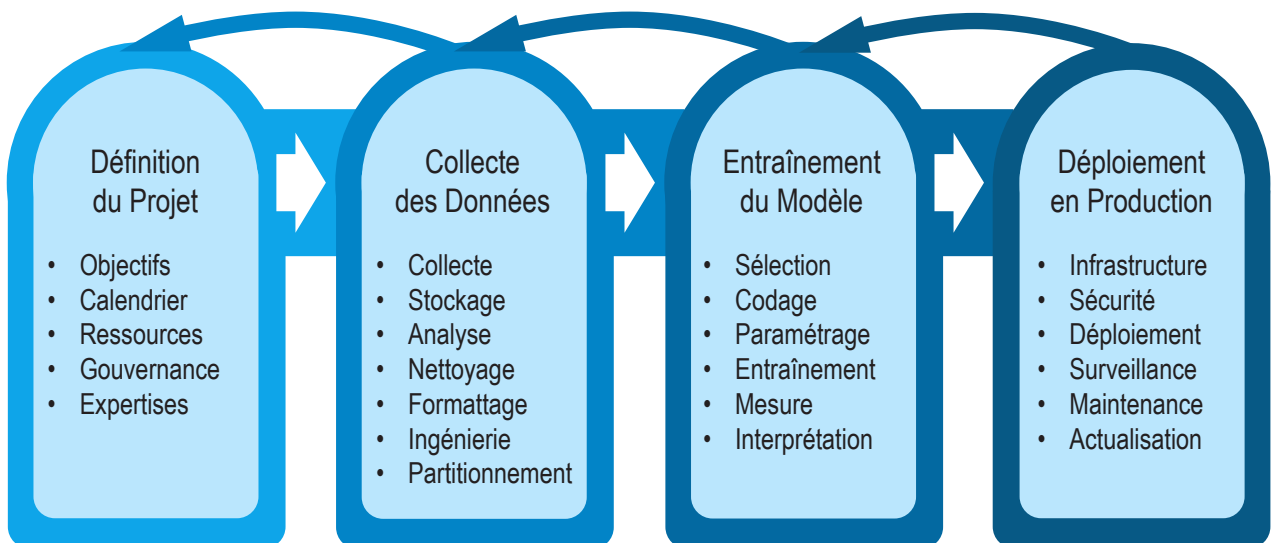 Définition
du Projet
• Objectifs
• Calendrier
• Ressources
• Gouvernance
• Expertises
Collecte
des Données
• Collecte
• Stockage
• Analyse
• Nettoyage
• Formattage
• Ingénierie
• Partitionnement
Entraînement
du Modèle
• Sélection
• Codage
• Paramétrage
• Entraînement
• Mesure
• Interprétation
Déploiement
en Production
• Infrastructure
• Sécurité
• Déploiement
• Surveillance
• Maintenance
• Actualisation